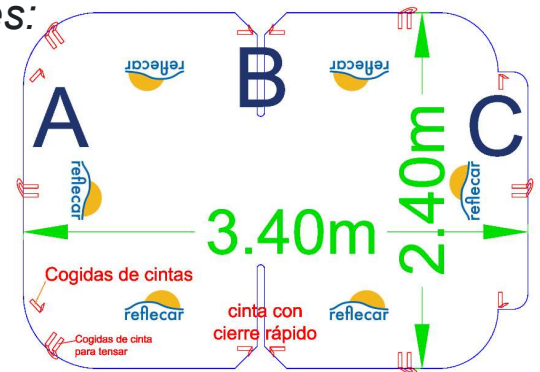 es:
reflecar
reflecar
A
B
C
reflecar
reflecar
3.40m
2.40m
Cogidas de cintas
reflecar
cinta con
cierre rápido
reflecar
Cogidas de cinta
para tensar